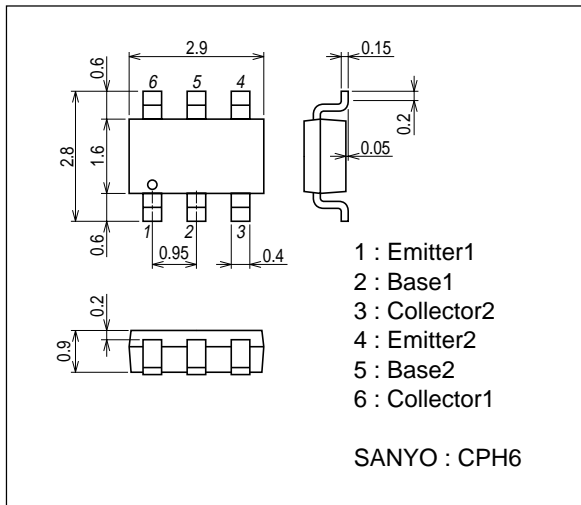 2.9
0.15
0.6
6
5
4
0.2
2.8
1.6
0.05
0.6
1
2
3
0.95
0.4
0.2
0.9
1 : Emitter1
2 : Base1
3 : Collector2
4 : Emitter2
5 : Base2
6 : Collector1
SANYO : CPH6